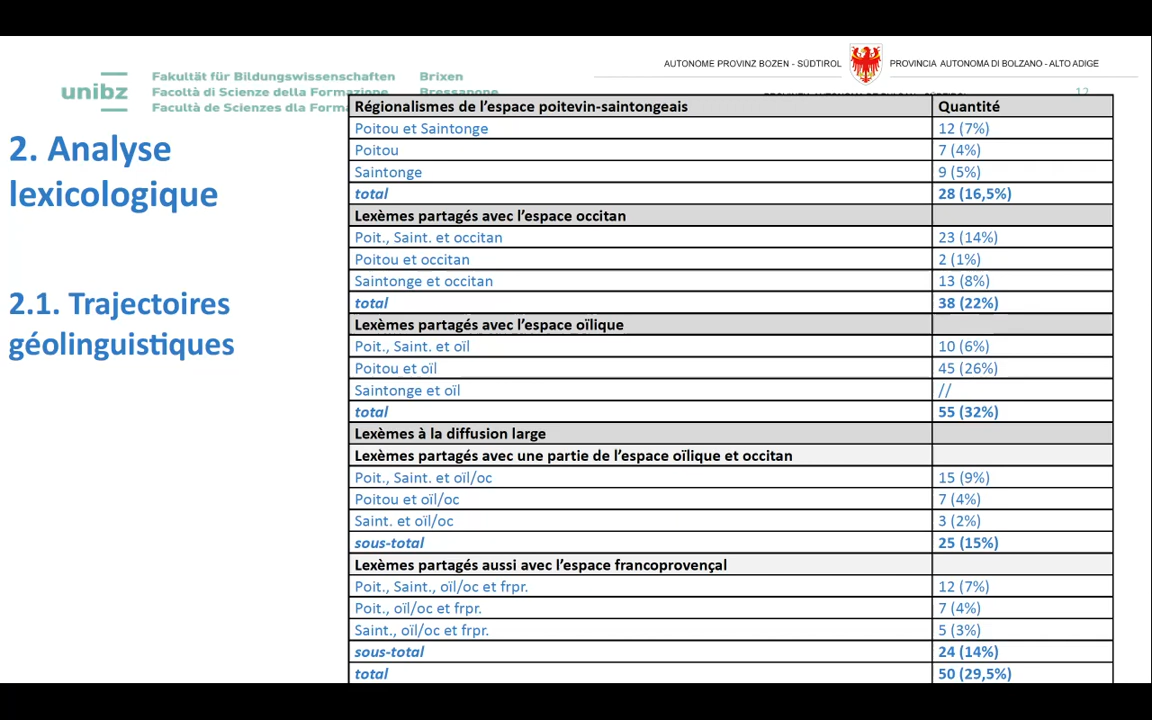 AUTONOME PROVINZ BOZEN - SÜDTIROL
PROVINCIA AUTONOMA DI BOLZANO - ALTO ADIGE
unibz
Fakultät für Bildungswissenschaften
Facoltà di Scienze della Formazione
Facultà de Scienzes dla Forma
Brixen
Bressanone
12
2. Analyse
lexicologique
2.1. Trajectoires
géolinguistiques
Régionalismes de l’espace poitevin-saintongeais Quantité
Poitou et Saintonge 12 (7%)
Poitou 7 (4%)
Saintonge 9 (5%)
total 28 (16,5%)
Lexèmes partagés avec l’espace occitan
Poit., Saint. et occitan 23 (14%)
Poitou et occitan 2 (1%)
Saintonge et occitan 13 (8%)
total 38 (22%)
Lexèmes partagés avec l’espace oïlique
Poit., Saint. et oïl 10 (6%)
Poitou et oïl 45 (26%)
Saintonge et oïl //
total 55 (32%)
Lexèmes à la diffusion large
Lexèmes partagés avec une partie de l’espace oïlique et occitan
Poit., Saint. et oïl/oc 15 (9%)
Poitou et oïl/oc 7 (4%)
Saint. et oïl/oc 3 (2%)
sous-total 25 (15%)
Lexèmes partagés aussi avec l’espace francoprovençal
Poit., Saint., oïl/oc et frpr. 12 (7%)
Poit., oïl/oc et frpr. 7 (4%)
Saint., oïl/oc et frpr. 5 (3%)
sous-total 24 (14%)
total 50 (29,5%)